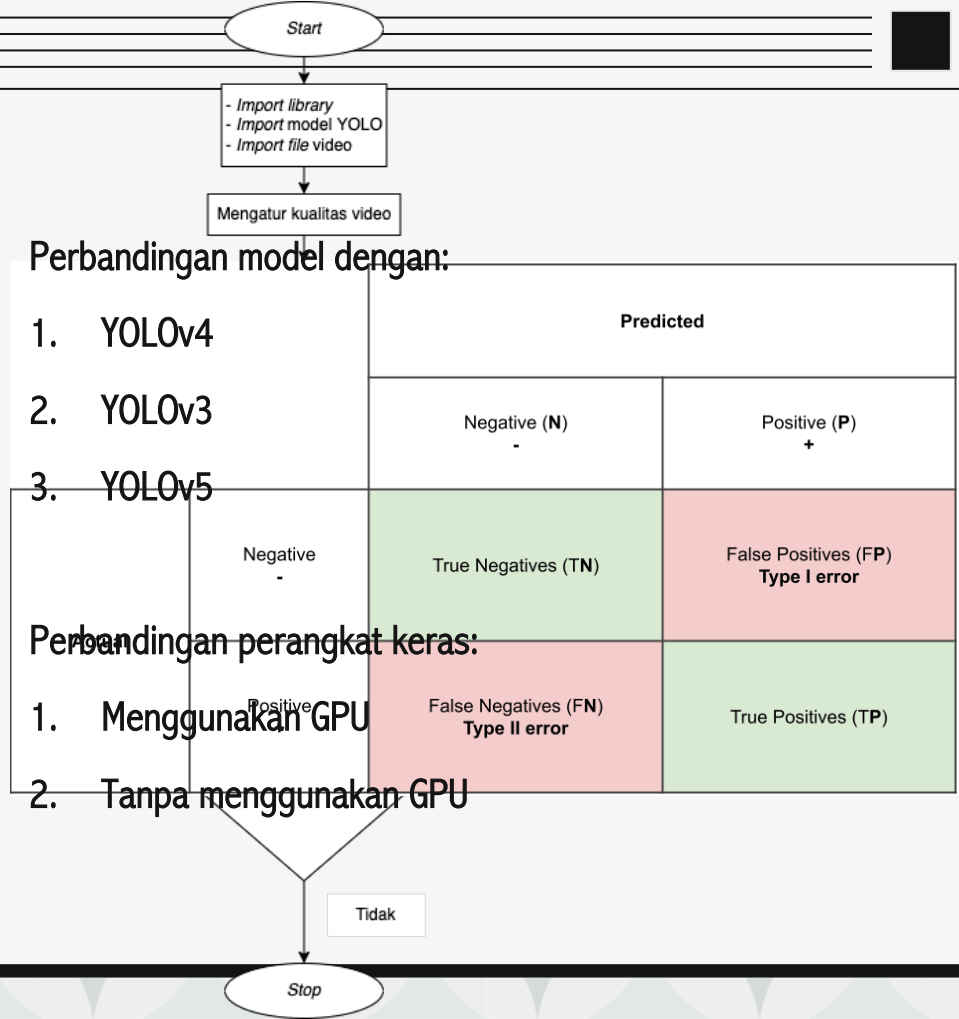 Start
- Import library
- Import model YOLO
- Import file video
Mengatur kualitas video
Perbandingan model dengan:
1. YOLOv4
2. YOLOv3
3. YOLOv5
Predicted
Negative (N)
-
Positive (P)
+
Negative
-
True Negatives (TN)
False Positives (FP)
Type I error
Actual
Perbandingan perangkat keras:
Positive
1. Menggunakan GPU
False Negatives (FN)
Type II error
True Positives (TP)
2. Tanpa menggunakan GPU
Tidak
Stop